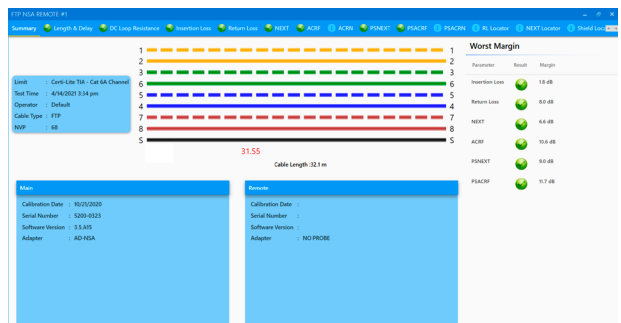 FTP NSA REMOTE #1
Summary Length & Delay DC Loop Resistance Insertion Loss Return Loss NEXT ACRF ACRN PSNEXT PSACRF PSACRN RL Locator NEXT Locator Shield Loca
1 1
2 2
3 3
6 6
5 5
4 4
7 7
8 8
S S
Limit : Certi-Lite TIA - Cat 6A Channel
Test Time : 4/14/2021 3:34 pm
Operator : Default
Cable Type : FTP
NVP : 68
31.55
Cable Length :32.1 m
Worst Margin
Parameter Result Margin
Insertion Loss 1.8 dB
Return Loss 8.0 dB
NEXT 6.6 dB
ACRF 10.6 dB
PSNEXT 9.0 dB
PSACRF 11.7 dB
Main
Calibration Date : 10/21/2020
Serial Number : S200-0323
Software Version : 3.5.A15
Adapter : AD-NSA
Remote
Calibration Date :
Serial Number :
Software Version :
Adapter : NO PROBE